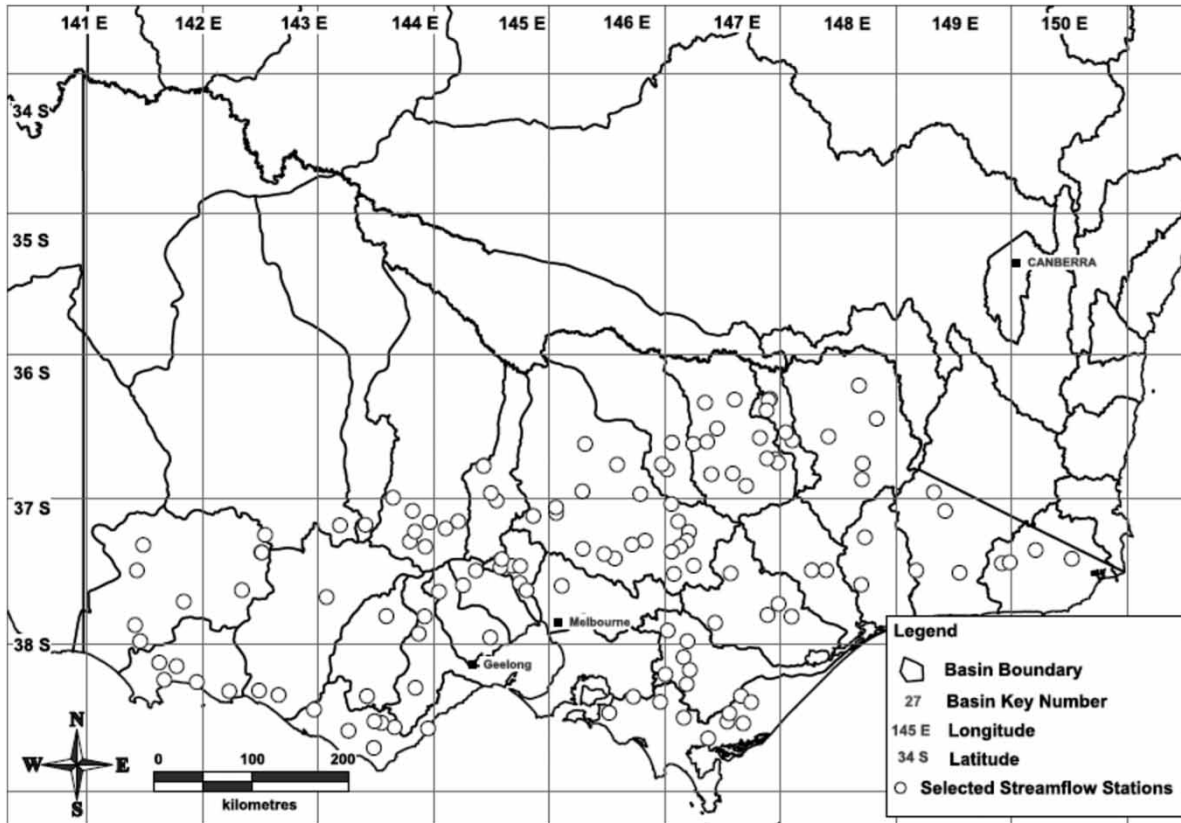 141 E 142 E 143 E 144 E 145 E 146 E 147 E 148 E 149 E 150 E
34 S
35 S
CANBERRA
36 S
37 S
Melbourne
38 S
Geelong
Legend
Basin Boundary
27 Basin Key Number
145 E Longitude
34 S Latitude
Selected Streamflow Stations
N
W E
S
0 100 200
kilometres